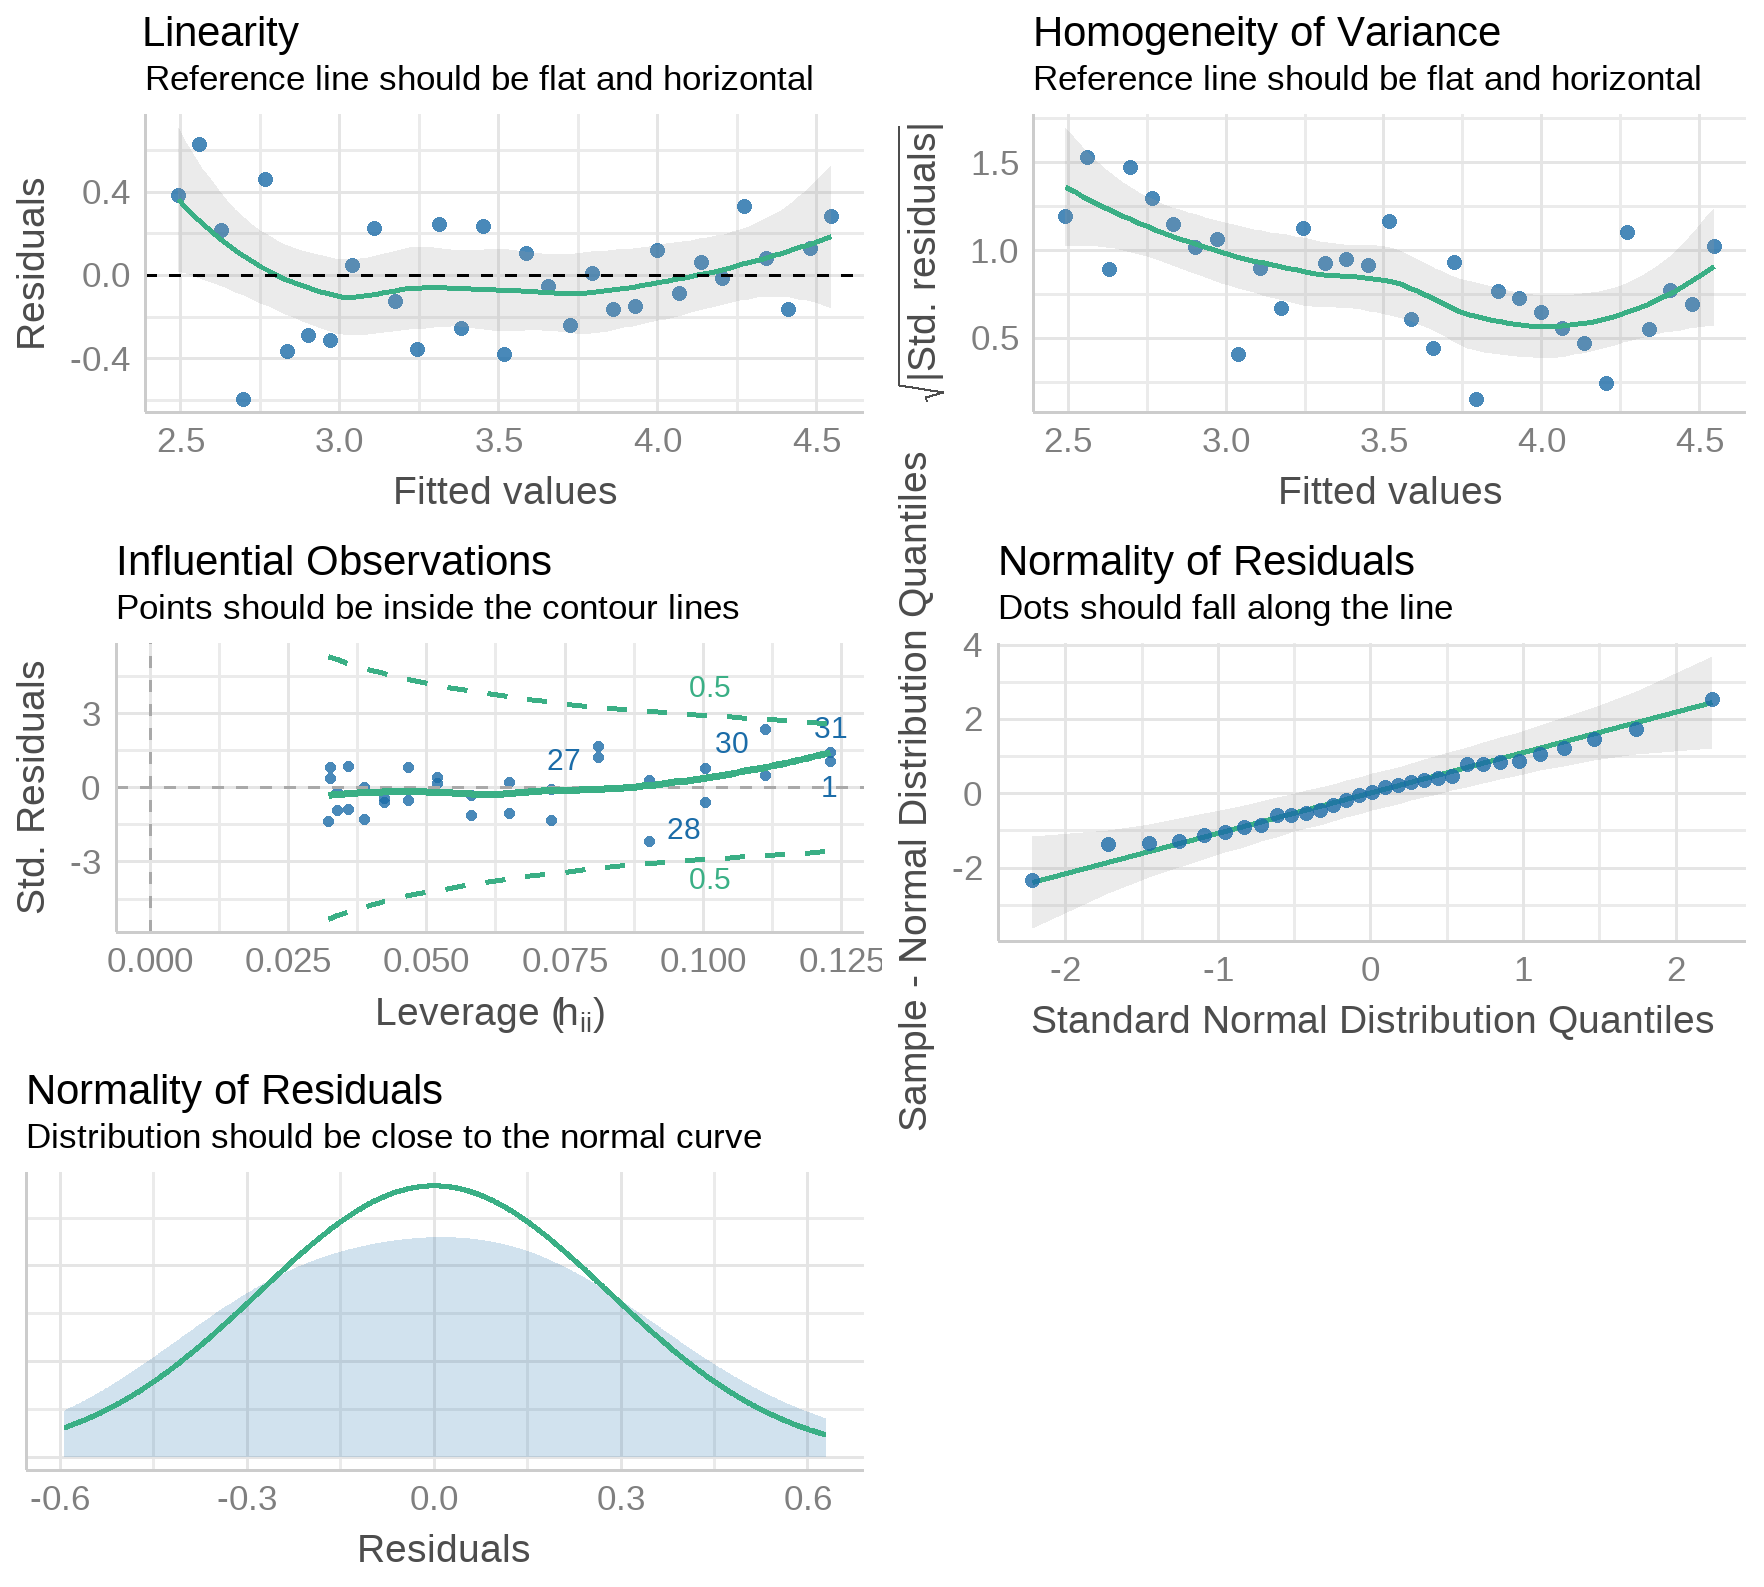 Linearity
Reference line should be flat and horizontal
Residuals
0.4
0.0
-0.4
2.5 3.0 3.5 4.0 4.5
Fitted values
Homogeneity of Variance
Reference line should be flat and horizontal
√|Std. residuals|
1.5
1.0
0.5
2.5 3.0 3.5 4.0 4.5
Fitted values
Influential Observations
Points should be inside the contour lines
Std. Residuals
3
0
-3
0.5
31
30
27
1
28
0.5
0.000 0.025 0.050 0.075 0.100 0.125
Leverage (hii)
Normality of Residuals
Dots should fall along the line
Sample - Normal Distribution Quantiles
4
2
0
-2
-2 -1 0 1 2
Standard Normal Distribution Quantiles
Normality of Residuals
Distribution should be close to the normal curve
-0.6 -0.3 0.0 0.3 0.6
Residuals